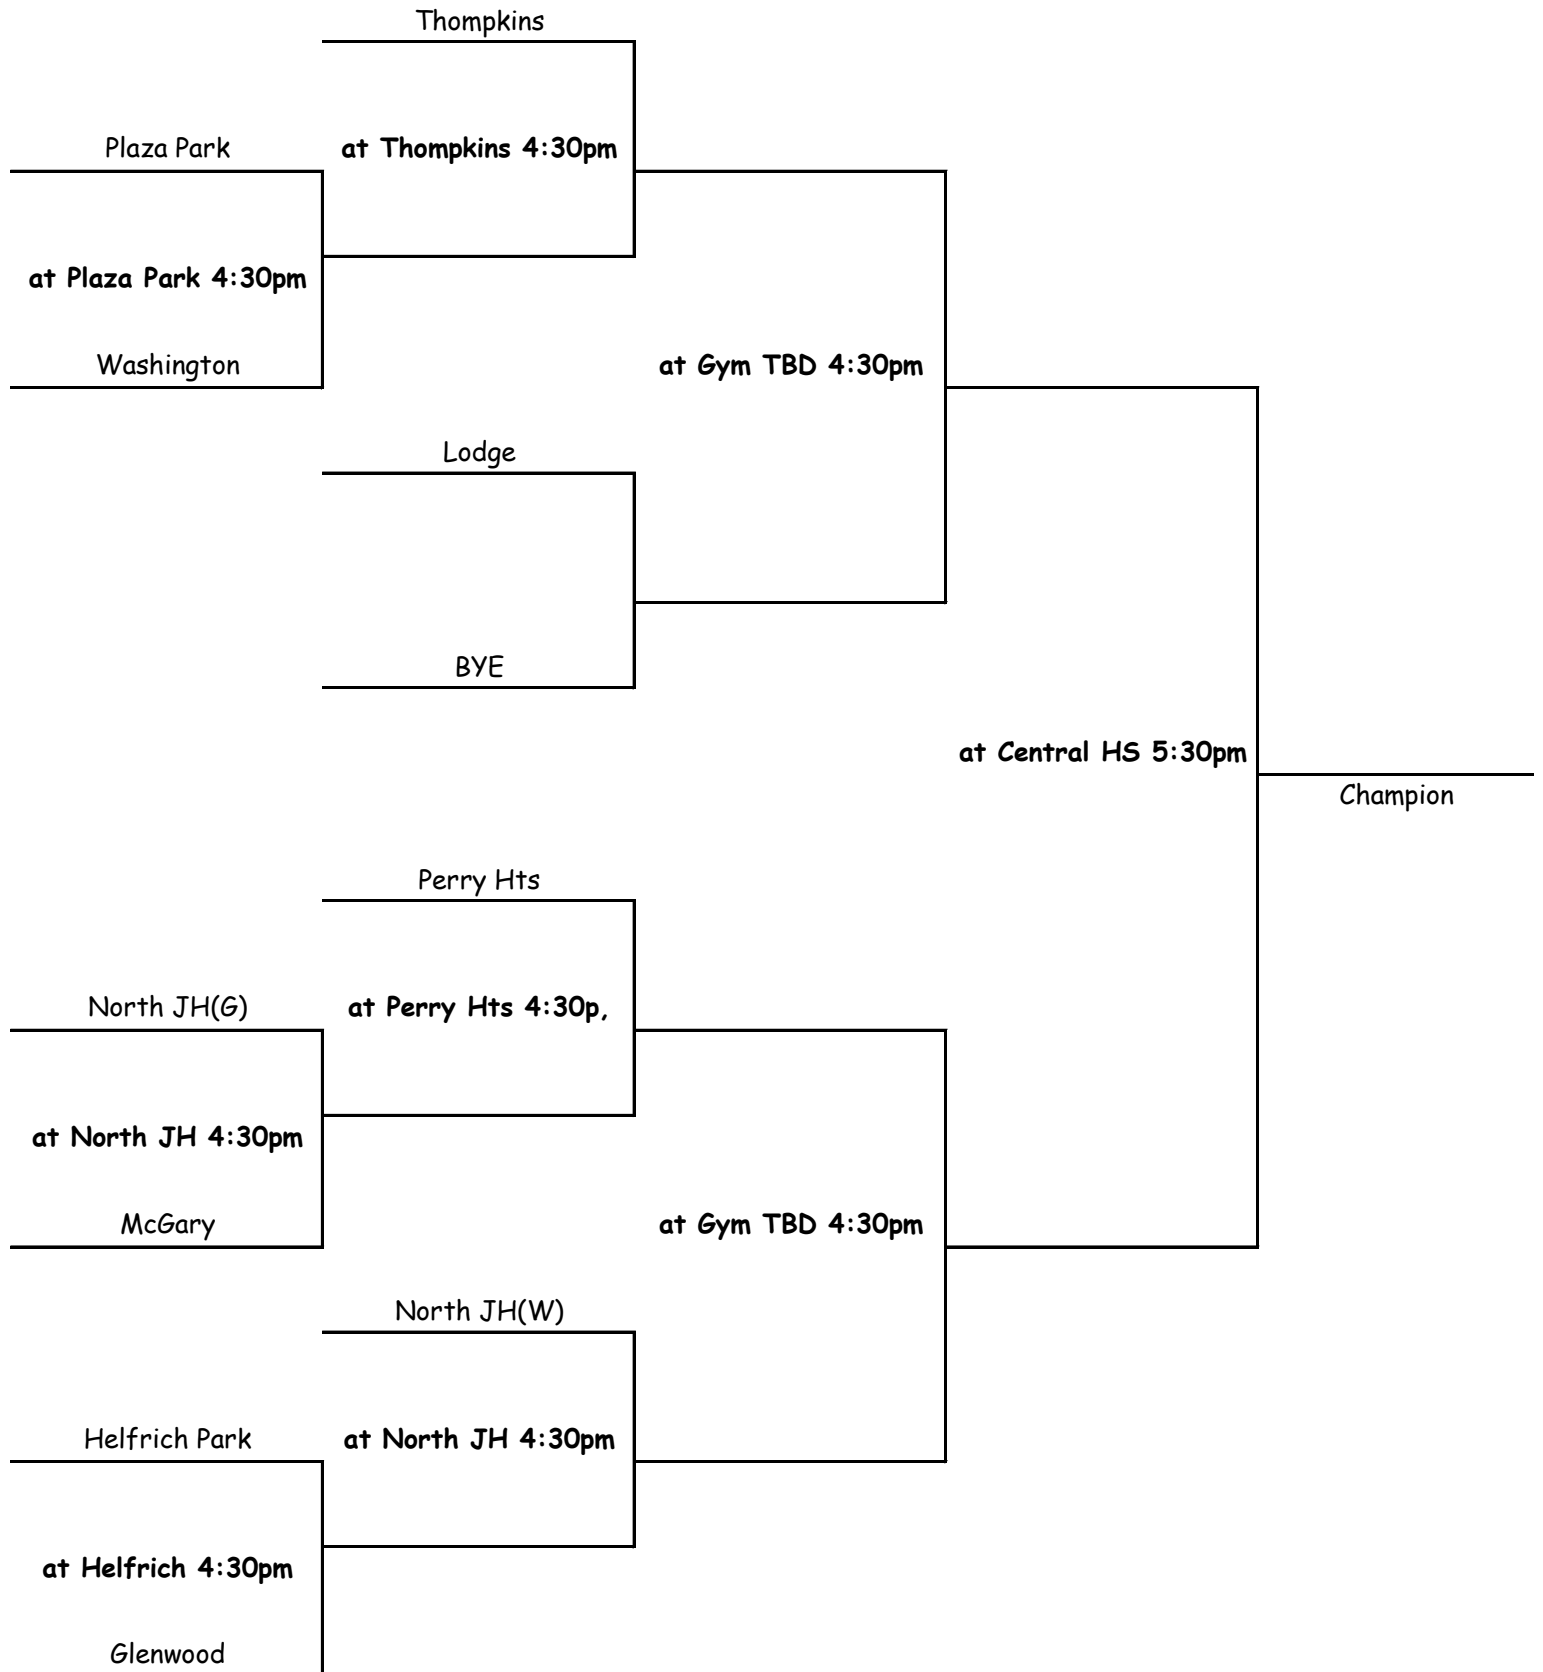 Thompkins
Plaza Park
at Thompkins 4:30pm
at Plaza Park 4:30pm
Washington
at Gym TBD 4:30pm
Lodge
BYE
at Central HS 5:30pm
Champion
Perry Hts
North JH(G)
at Perry Hts 4:30p,
at North JH 4:30pm
McGary
at Gym TBD 4:30pm
North JH(W)
Helfrich Park
at North JH 4:30pm
at Helfrich 4:30pm
Glenwood